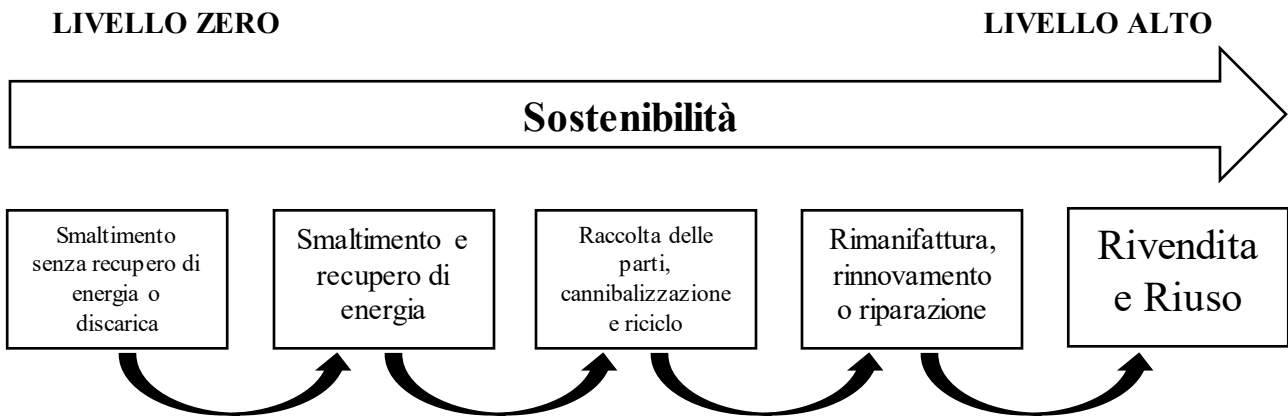 LIVELLO ZERO
LIVELLO ALTO
Sostenibilità
Smaltimento
senza recupero di
energia o
discarica
Smaltimento e
recupero di
energia
Raccolta delle
parti,
cannibalizzazione
e riciclo
Rimanifattura,
rinnovamento
o riparazione
Rivendita
e Riuso